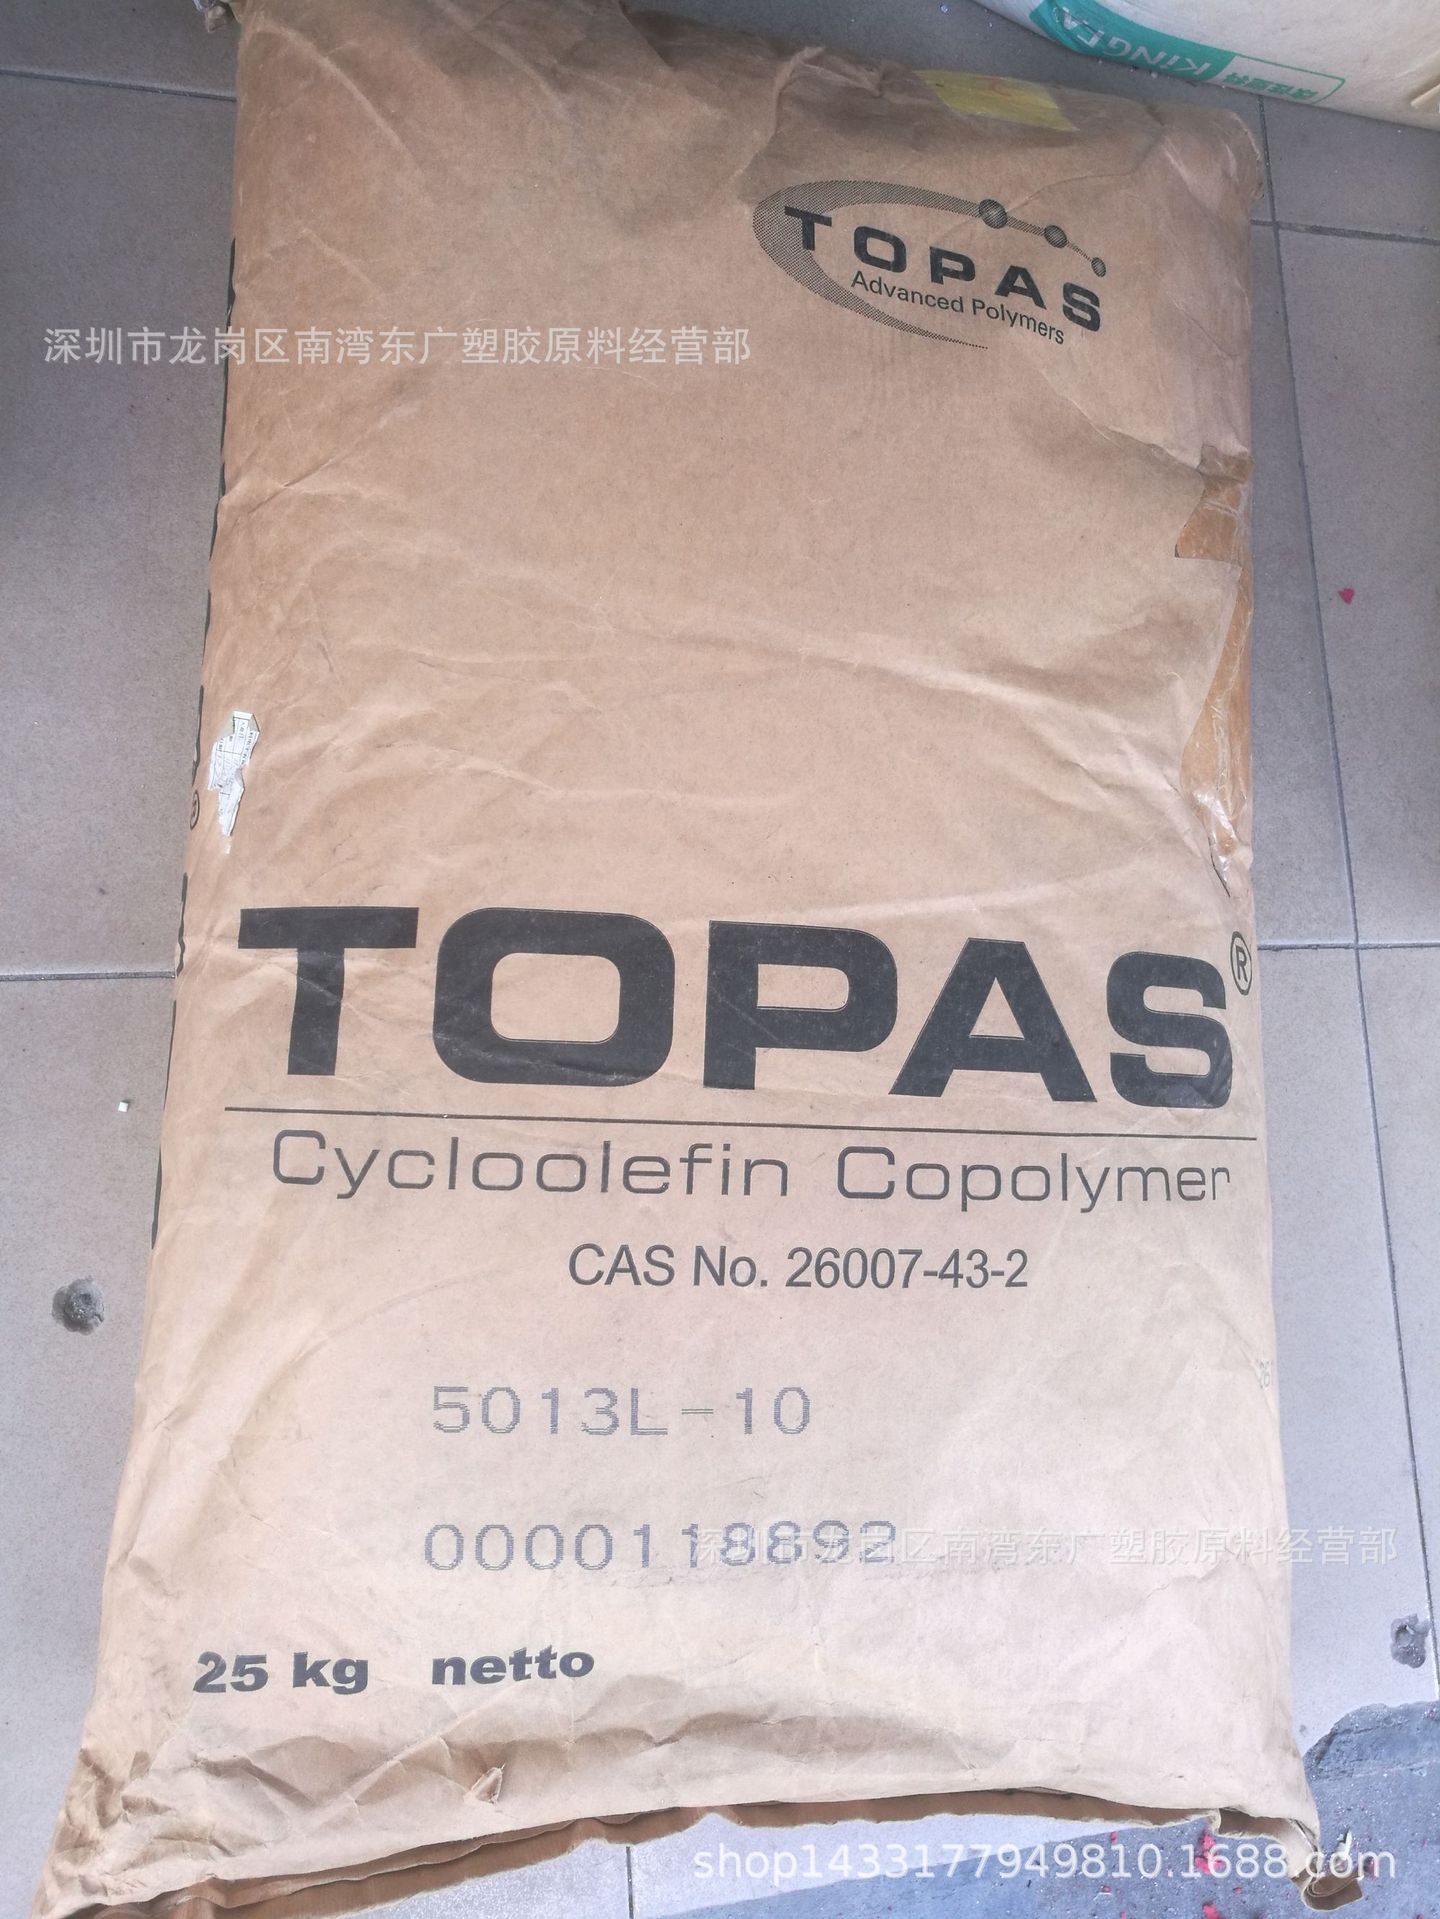 KINGFA
TOPAS
Advanced Polymers
深圳市龙岗区南湾东广塑胶原料经营部
TOPAS®
Cycloolefin Copolymer
CAS No. 26007-43-2
5013L-10
0000118892
深圳市龙岗区南湾东广塑胶原料经营部
25 kg netto
shop1433177949810.1688.com